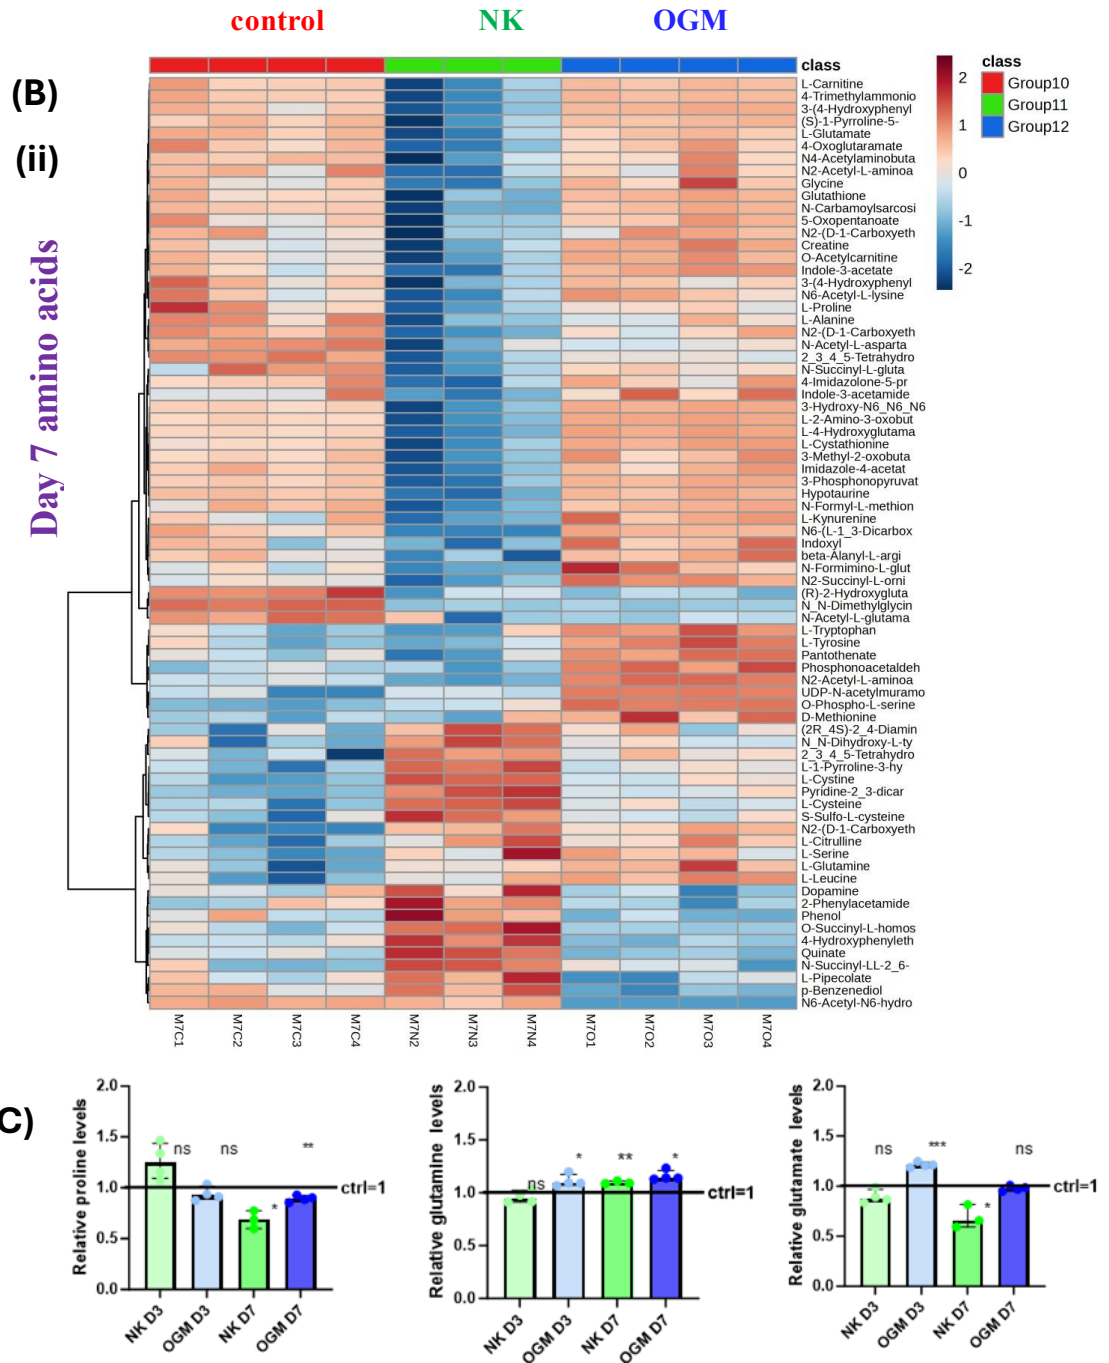 control NK OGM
(B)
(ii)
Day 7 amino acids
class
L-Carnitine
4-Trimethylammonio
3-(4-Hydroxyphenyl
(S)-1-Pyrroline-5-
L-Glutamate
4-Oxoglutaramate
N4-Acetylaminobuta
N2-Acetyl-L-aminoa
Glycine
Glutathione
N-Carbamoylsarcosi
5-Oxopentanoate
N2-(D-1-Carboxyeth
Creatine
O-Acetylcarnitine
Indole-3-acetate
3-(4-Hydroxyphenyl
N6-Acetyl-L-lysine
L-Proline
L-Alanine
N2-(D-1-Carboxyeth
N-Acetyl-L-asparta
2_3_4_5-Tetrahydro
N-Succinyl-L-gluta
4-Imidazolone-5-pr
Indole-3-acetamide
3-Hydroxy-N6_N6_N6
L-2-Amino-3-oxobut
L-4-Hydroxyglutama
L-Cystathionine
3-Methyl-2-oxobuta
Imidazole-4-acetat
3-Phosphonopyruvat
Hypotaurine
N-Formyl-L-methion
L-Kynurenine
N6-(L-1_3-Dicarbox
Indoxyl
beta-Alanyl-L-argi
N-Formimino-L-glut
N2-Succinyl-L-orni
(R)-2-Hydroxygluta
N_N-Dimethylglycin
N-Acetyl-L-glutama
L-Tryptophan
L-Tyrosine
Pantothenate
Phosphonoacetaldeh
N2-Acetyl-L-aminoa
UDP-N-acetylmuramo
O-Phospho-L-serine
D-Methionine
(2R_4S)-2_4-Diamin
N_N-Dihydroxy-L-ty
2_3_4_5-Tetrahydro
L-1-Pyrroline-3-hy
L-Cystine
Pyridine-2_3-dicar
L-Cysteine
S-Sulfo-L-cysteine
N2-(D-1-Carboxyeth
L-Citrulline
L-Serine
L-Glutamine
L-Leucine
Dopamine
2-Phenylacetamide
Phenol
O-Succinyl-L-homos
4-Hydroxyphenyleth
Quinate
N-Succinyl-LL-2_6-
L-Pipecolate
p-Benzenediol
N6-Acetyl-N6-hydro
2
1
0
-1
-2
class
Group10
Group11
Group12
M7C1 M7C2 M7C3 M7C4 M7N2 M7N3 M7N4 M7O1 M7O2 M7O3 M7O4
C)
Relative proline levels
2.0
1.5
1.0
0.5
0.0
ns ns * **
ctrl=1
NK D3 OGM D3 NK D7 OGM D7
Relative glutamine levels
2.0
1.5
1.0
0.5
0.0
ns * ** *
ctrl=1
NK D3 OGM D3 NK D7 OGM D7
Relative glutamate levels
2.0
1.5
1.0
0.5
0.0
ns *** * ns
ctrl=1
NK D3 OGM D3 NK D7 OGM D7